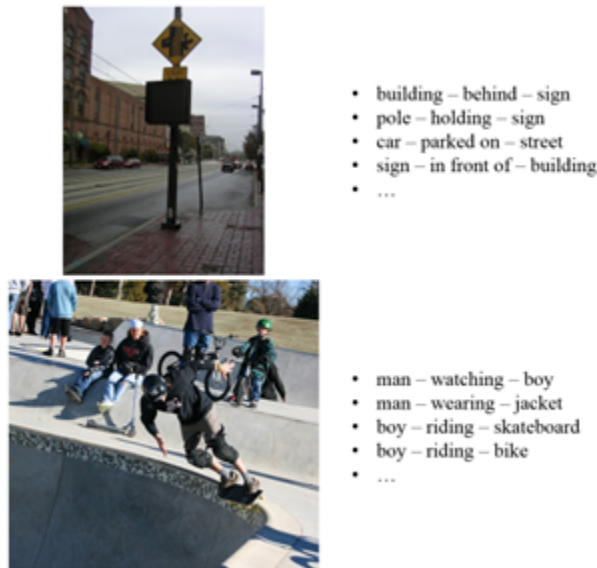 • building – behind – sign
• pole – holding – sign
• car – parked on – street
• sign – in front of – building
• ...
• man – watching – boy
• man – wearing – jacket
• boy – riding – skateboard
• boy – riding – bike
• ...